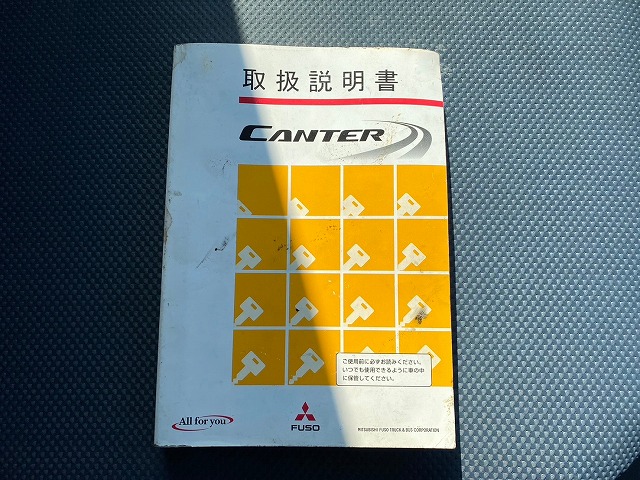 取扱説明書
CANTER
ご使用前に必ずお読みください。
いつでも使用できるように車の中
に保管してください。
All for you
FUSO
MITSUBISHI FUSO TRUCK & BUS CORPORATION